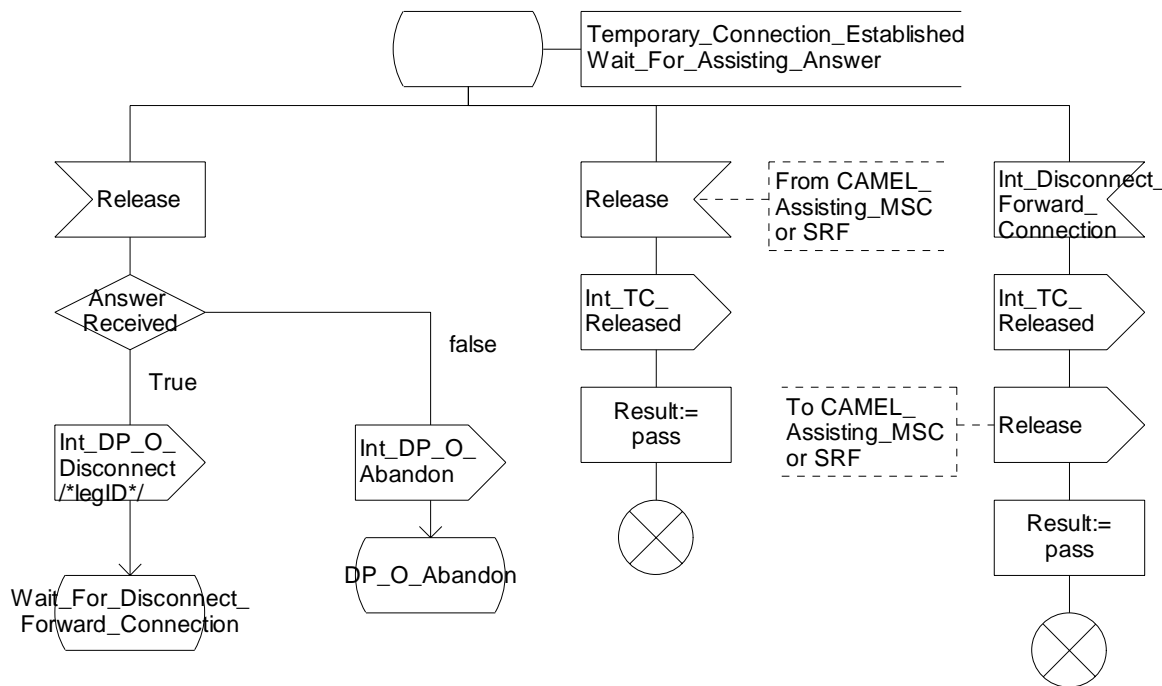 Temporary_Connection_Established
Wait_For_Assisting_Answer
Release
Answer
Received
True
false
Int_DP_O_
Disconnect
/*legID*/
Wait_For_Disconnect_
Forward_Connection
Int_DP_O_
Abandon
DP_O_Abandon
Release
From CAMEL_
Assisting_MSC
or SRF
Int_TC_
Released
Result:=
pass
Int_Disconnect_
Forward_
Connection
Int_TC_
Released
To CAMEL_
Assisting_MSC
or SRF
Release
Result:=
pass